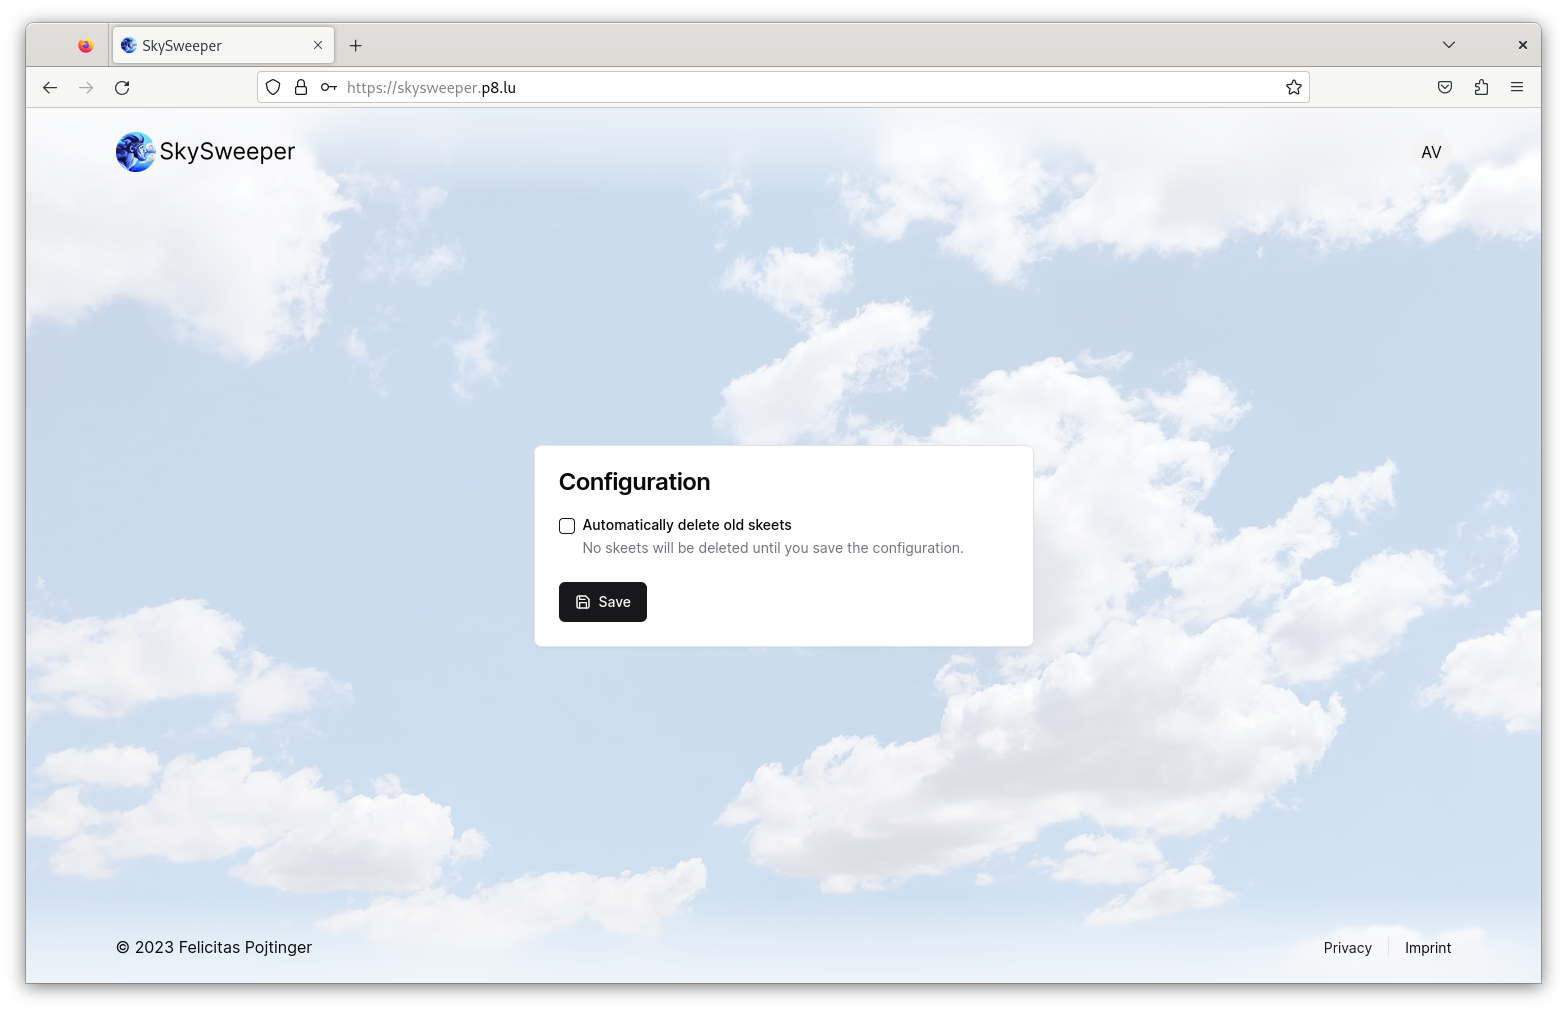 SkySweeper
https://skysweeper.p8.lu
SkySweeper
AV
Configuration
Automatically delete old skeets
No skeets will be deleted until you save the configuration.
Save
© 2023 Felicitas Pojtinger
Privacy
Imprint